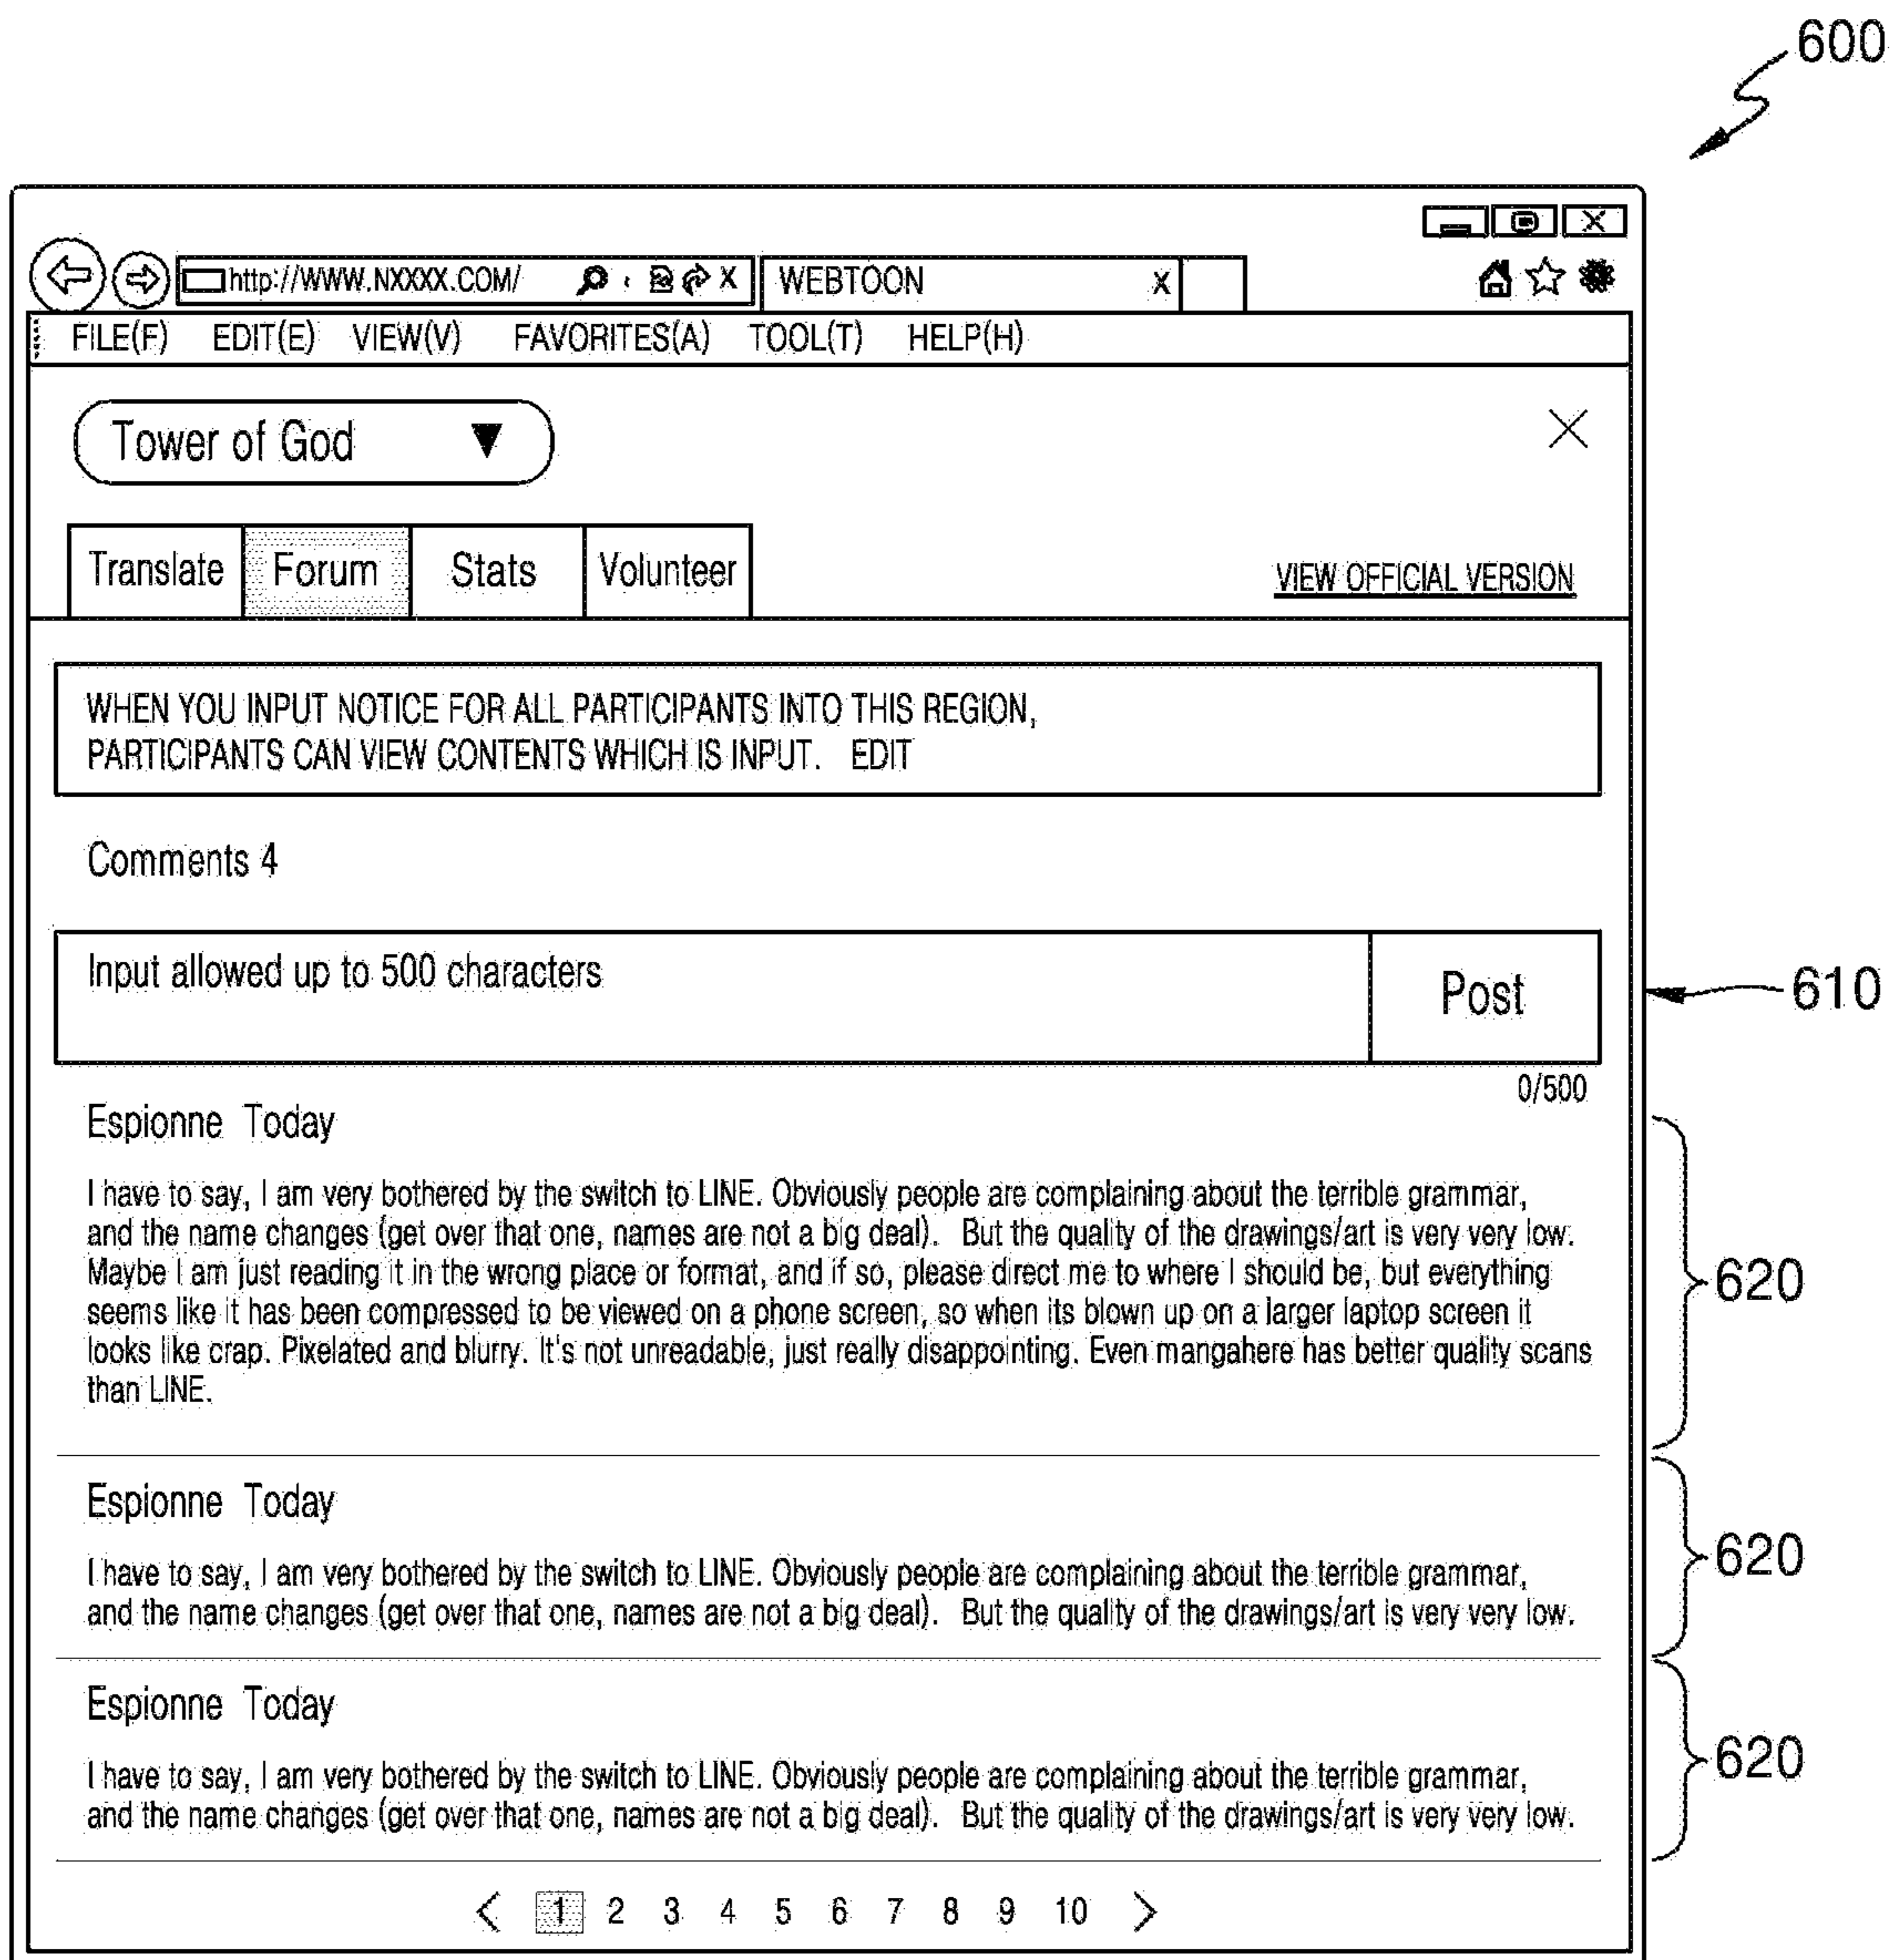 600
http://WWW.NXXXX.COM/ X WEBTOON X
FILE(F) EDIT(E) VIEW(V) FAVORITES(A) TOOL(T) HELP(H)
Tower of God ▼
Translate Forum Stats Volunteer VIEW OFFICIAL VERSION
WHEN YOU INPUT NOTICE FOR ALL PARTICIPANTS INTO THIS REGION,
PARTICIPANTS CAN VIEW CONTENTS WHICH IS INPUT. EDIT
Comments 4
Input allowed up to 500 characters Post 610
0/500
Espionne Today
I have to say, I am very bothered by the switch to LINE. Obviously people are complaining about the terrible grammar,
and the name changes (get over that one, names are not a big deal). But the quality of the drawings/art is very very low.
Maybe I am just reading it in the wrong place or format, and if so, please direct me to where I should be, but everything
620
seems like it has been compressed to be viewed on a phone screen, so when its blown up on a larger laptop screen it
looks like crap. Pixelated and blurry. It's not unreadable, just really disappointing. Even mangahere has better quality scans
than LINE.
Espionne Today
620
I have to say, I am very bothered by the switch to LINE. Obviously people are complaining about the terrible grammar,
and the name changes (get over that one, names are not a big deal). But the quality of the drawings/art is very very low.
Espionne Today
620
I have to say, I am very bothered by the switch to LINE. Obviously people are complaining about the terrible grammar,
and the name changes (get over that one, names are not a big deal). But the quality of the drawings/art is very very low.
< 1 2 3 4 5 6 7 8 9 10 >